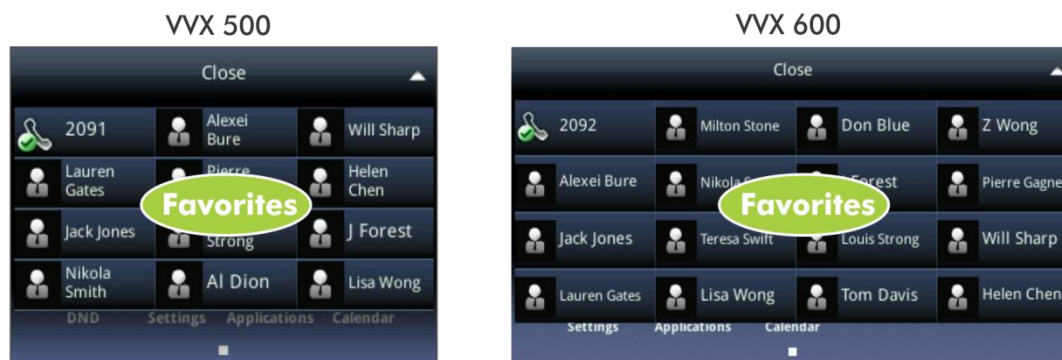 VVX 500
VVX 600
Close
2091
Alexei
Bure
Will Sharp
Lauren
Gates
Pierre
Helen
Chen
Jack Jones
Strong
J Forest
Nikola
Smith
Al Dion
Lisa Wong
Favorites
DND Settings Applications Calendar
Close
2092
Milton Stone
Don Blue
Z Wong
Alexei Bure
Nikola
Forest
Pierre Gagne
Jack Jones
Teresa Swift
Louis Strong
Will Sharp
Lauren Gates
Lisa Wong
Tom Davis
Helen Chen
Favorites
Settings Applications Calendar